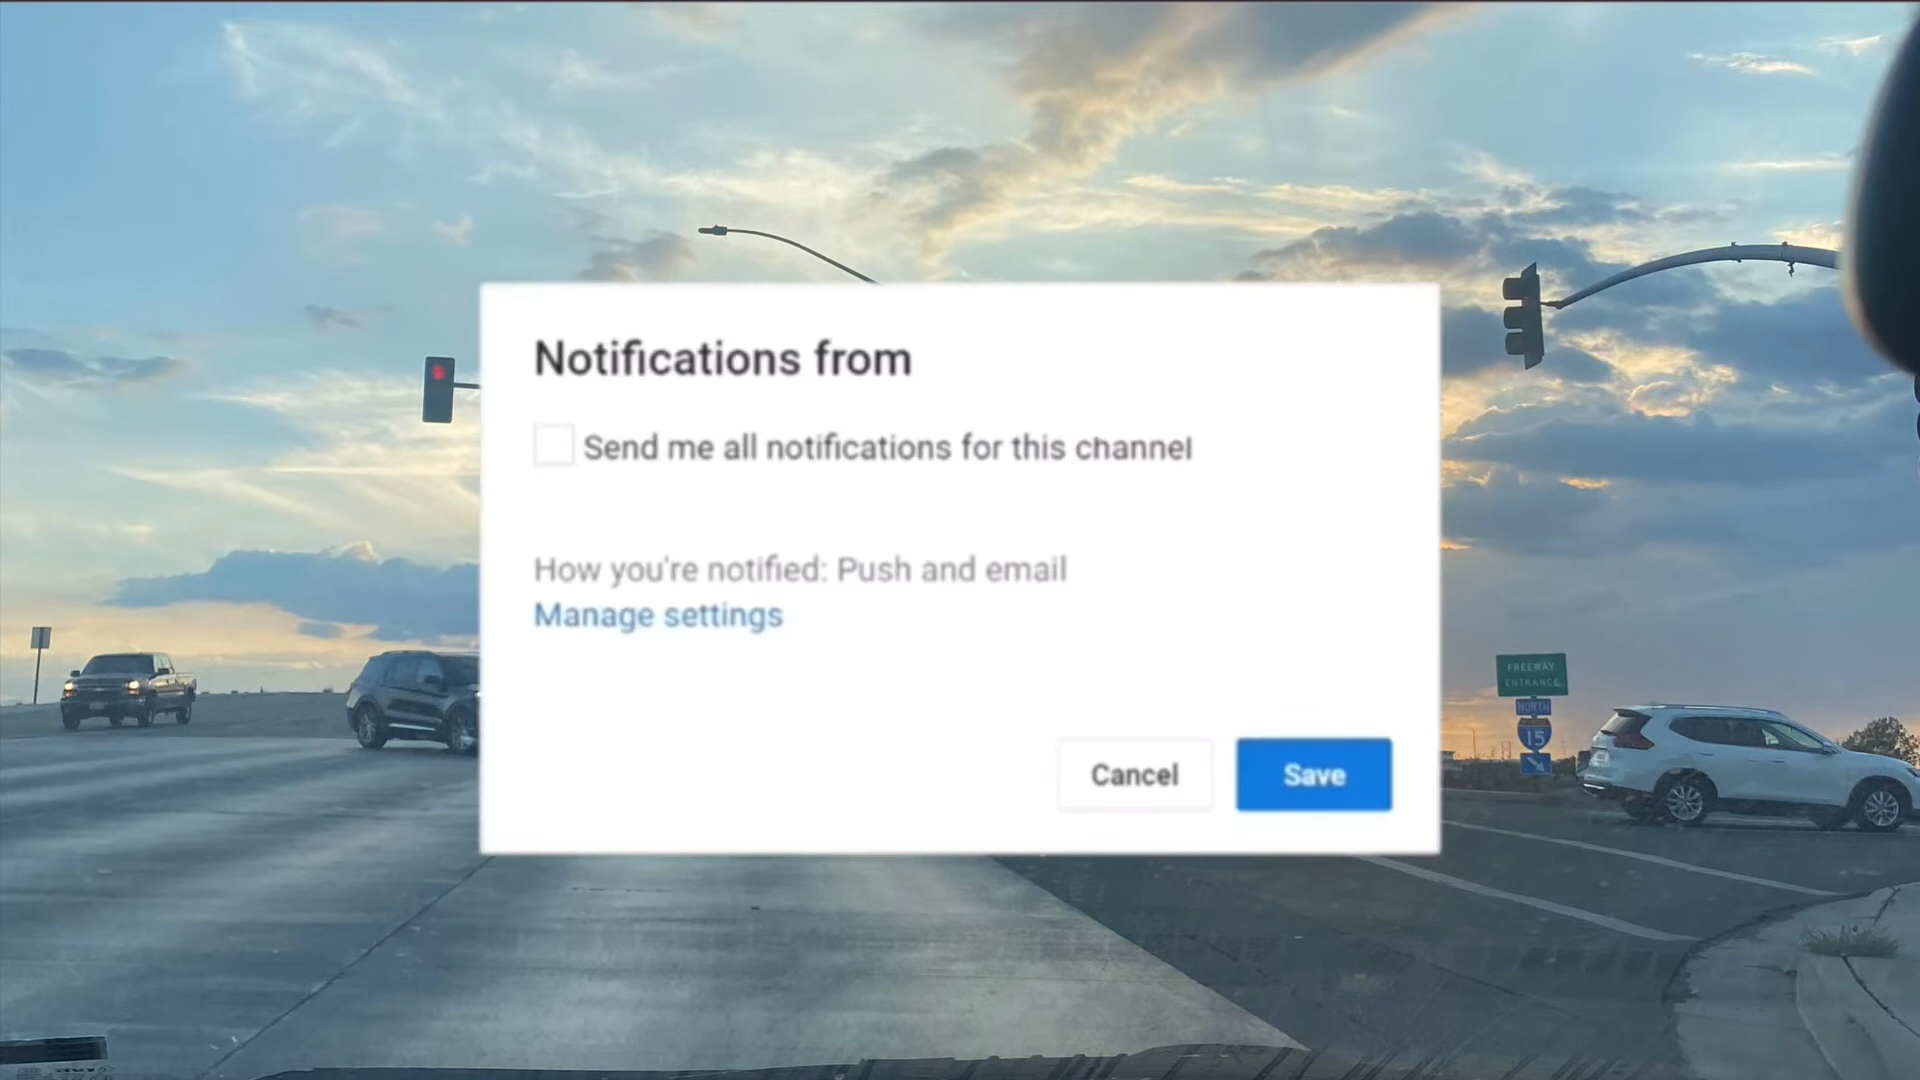 Notifications from
Send me all notifications for this channel
How you're notified: Push and email
Manage settings
Cancel
Save
FREEWAY
ENTRANCE
NORTH
15